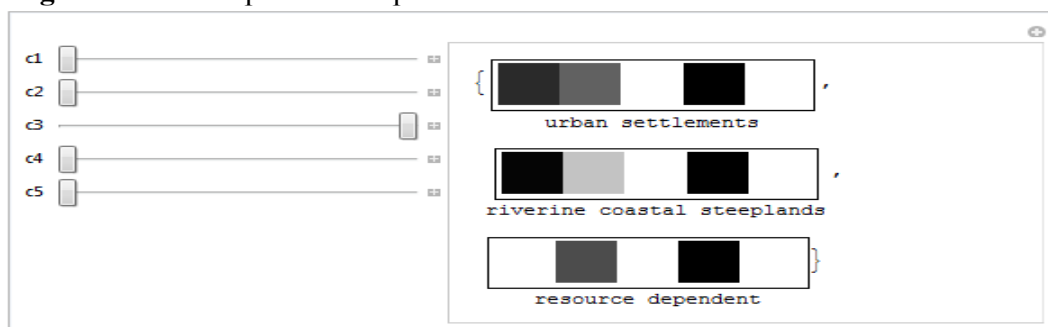 c1
c2
c3
c4
c5
{ ,
urban settlements
,
riverine coastal steeplands
}
resource dependent